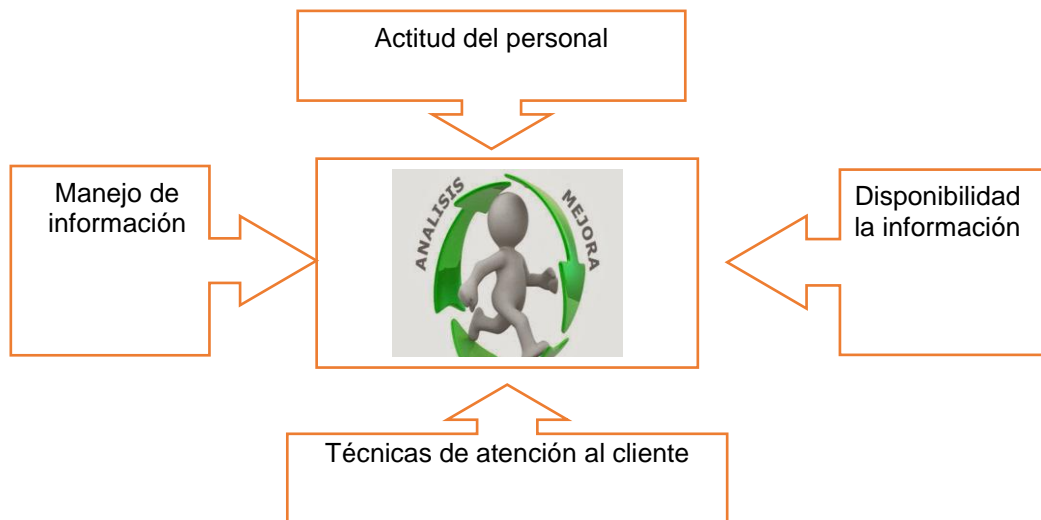 Actitud del personal
Manejo de
información
ANALISIS
MEJORA
Disponibilidad
la información
Técnicas de atención al cliente